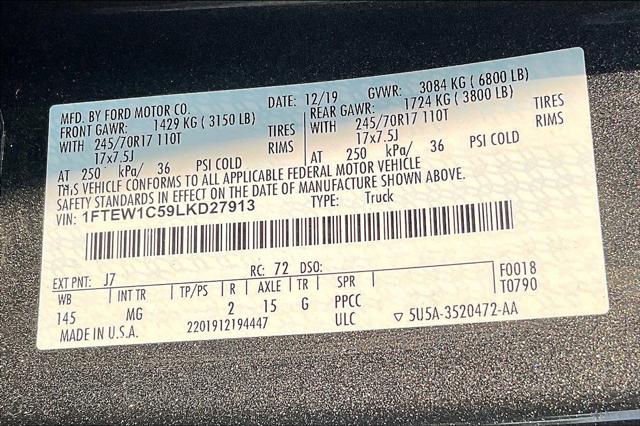 MFD. BY FORD MOTOR CO. DATE: 12/19 GVWR: 3084 KG ( 6800 LB)
FRONT GAWR: 1429 KG ( 3150 LB) REAR GAWR: 1724 KG ( 3800 LB)
WITH 245/70R17 110T TIRES WITH 245/70R17 110T TIRES
17x7.5J RIMS 17x7.5J RIMS
AT 250 kPa/ 36 PSI COLD AT 250 kPa/ 36 PSI COLD
THIS VEHICLE CONFORMS TO ALL APPLICABLE FEDERAL MOTOR VEHICLE
SAFETY STANDARDS IN EFFECT ON THE DATE OF MANUFACTURE SHOWN ABOVE.
VIN: 1FTEW1C59LKD27913 TYPE: Truck
EXT PNT: J7 RC: 72 DSO: F0018
WB INT TR TP/PS R AXLE TR SPR T0790
145 MG 2 15 G PPCC
MADE IN U.S.A. 2201912194447 ULC ▽ 5U5A-3520472-AA